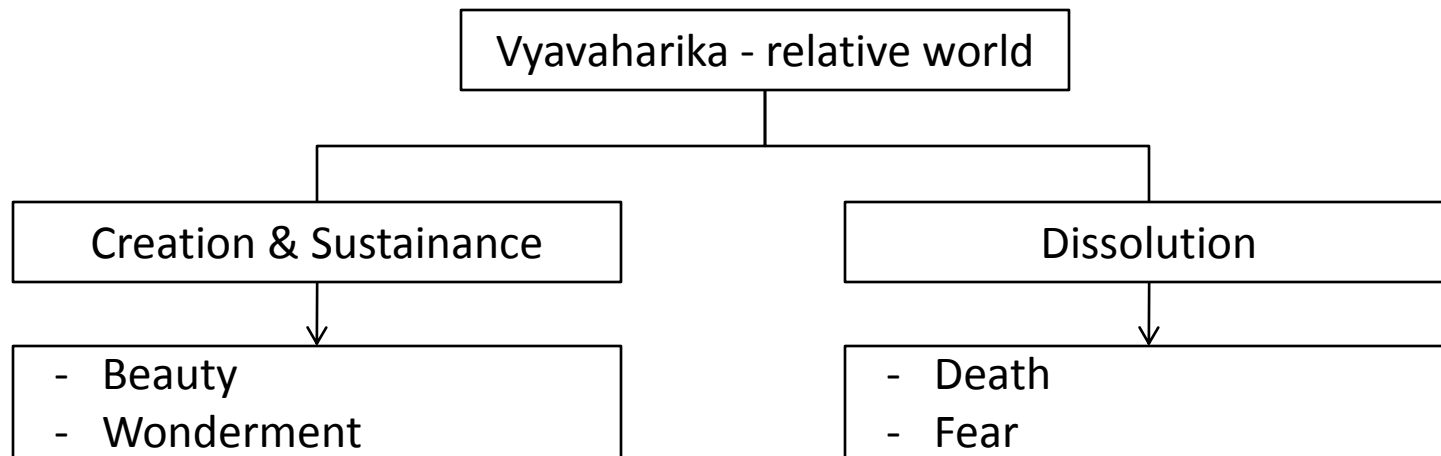 Vyavaharika - relative world
Creation & Sustainance
Dissolution
- Beauty
- Wonderment
- Death
- Fear